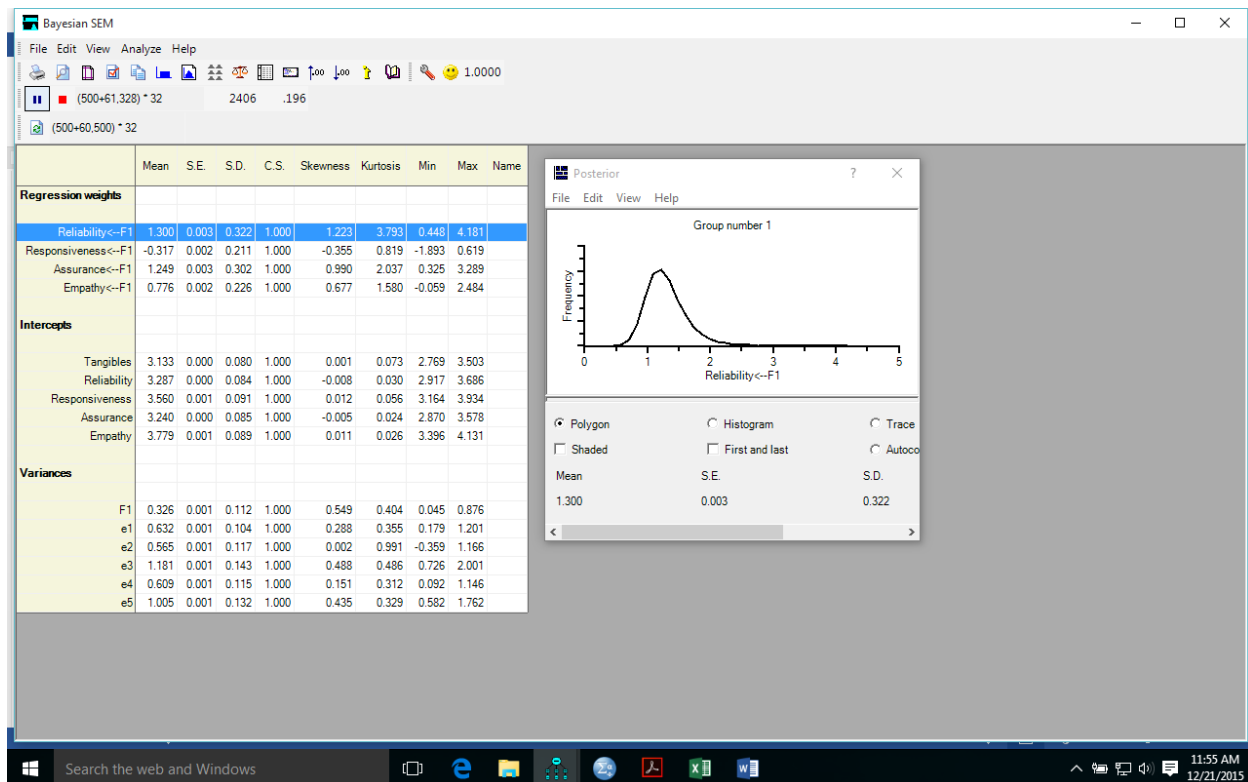 Bayesian SEM
File Edit View Analyze Help
1.0000
(500+61,328) * 32 2406 .196
(500+60,500) * 32
Mean S.E. S.D. C.S. Skewness Kurtosis Min Max Name
Regression weights
Reliability<--F1 1.300 0.003 0.322 1.000 1.223 3.793 0.448 4.181
Responsiveness<--F1 -0.317 0.002 0.211 1.000 -0.355 0.819 -1.893 0.619
Assurance<--F1 1.249 0.003 0.302 1.000 0.990 2.037 0.325 3.289
Empathy<--F1 0.776 0.002 0.226 1.000 0.677 1.580 -0.059 2.484
Intercepts
Tangibles 3.133 0.000 0.080 1.000 0.001 0.073 2.769 3.503
Reliability 3.287 0.000 0.084 1.000 -0.008 0.030 2.917 3.686
Responsiveness 3.560 0.001 0.091 1.000 0.012 0.056 3.164 3.934
Assurance 3.240 0.000 0.085 1.000 -0.005 0.024 2.870 3.578
Empathy 3.779 0.001 0.089 1.000 0.011 0.026 3.396 4.131
Variances
F1 0.326 0.001 0.112 1.000 0.549 0.404 0.045 0.876
e1 0.632 0.001 0.104 1.000 0.288 0.355 0.179 1.201
e2 0.565 0.001 0.117 1.000 0.002 0.991 -0.359 1.166
e3 1.181 0.001 0.143 1.000 0.488 0.486 0.726 2.001
e4 0.609 0.001 0.115 1.000 0.151 0.312 0.092 1.146
e5 1.005 0.001 0.132 1.000 0.435 0.329 0.582 1.762
Posterior
File Edit View Help
Group number 1
Frequency
0 1 2 3 4 5
Reliability<--F1
Polygon Histogram Trace
Shaded First and last Autoco
Mean S.E. S.D.
1.300 0.003 0.322
Search the web and Windows
11:55 AM
12/21/2015